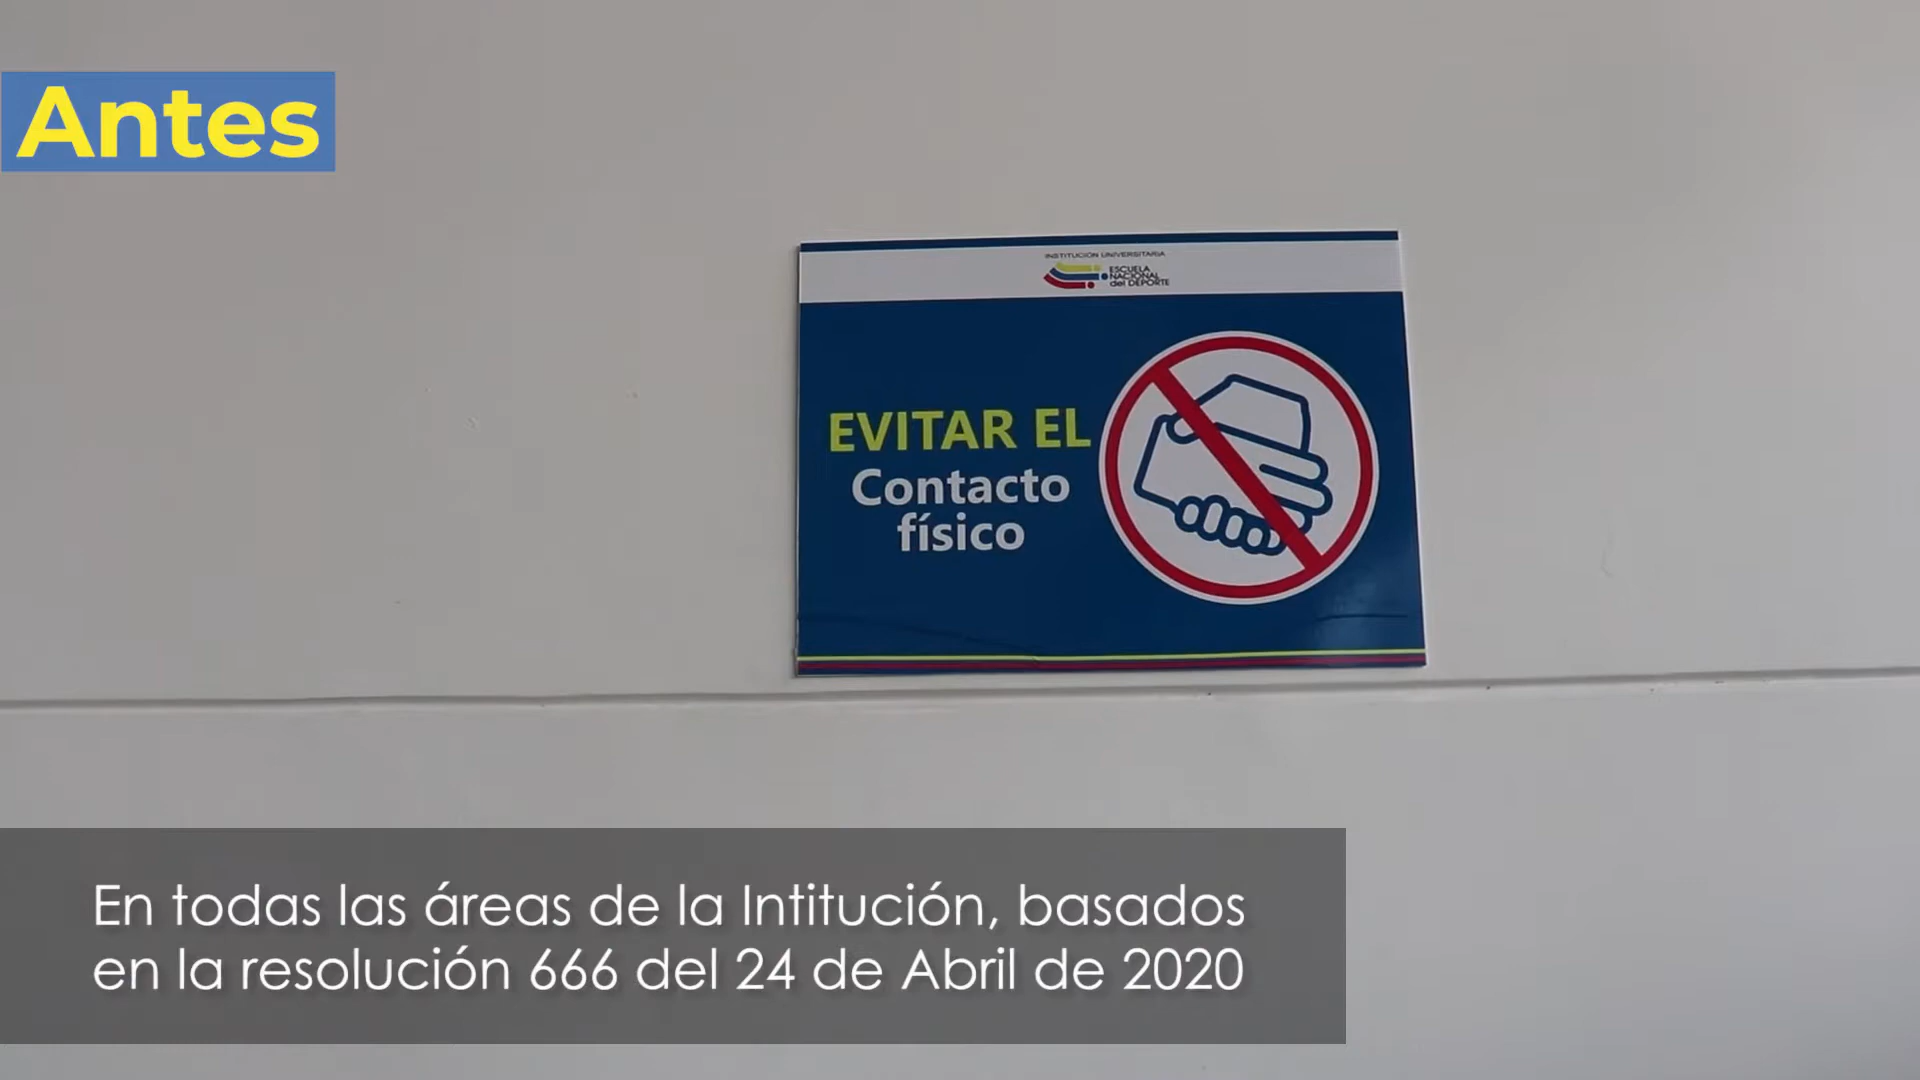 Antes
INSTITUCIÓN UNIVERSITARIA
ESCUELA
NACIONAL
del DEPORTE
EVITAR EL
Contacto
físico
En todas las áreas de la Intitución, basados
en la resolución 666 del 24 de Abril de 2020